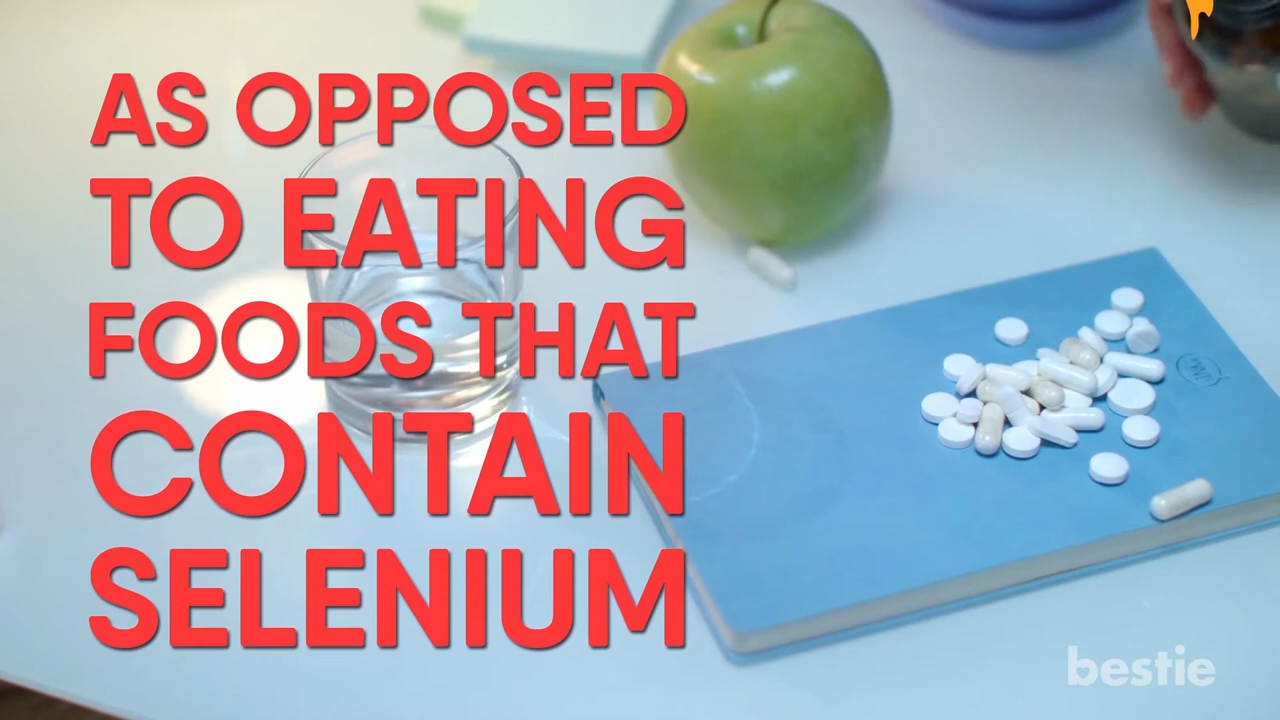 AS OPPOSED
TO EATING
FOODS THAT
CONTAIN
SELENIUM
bestie